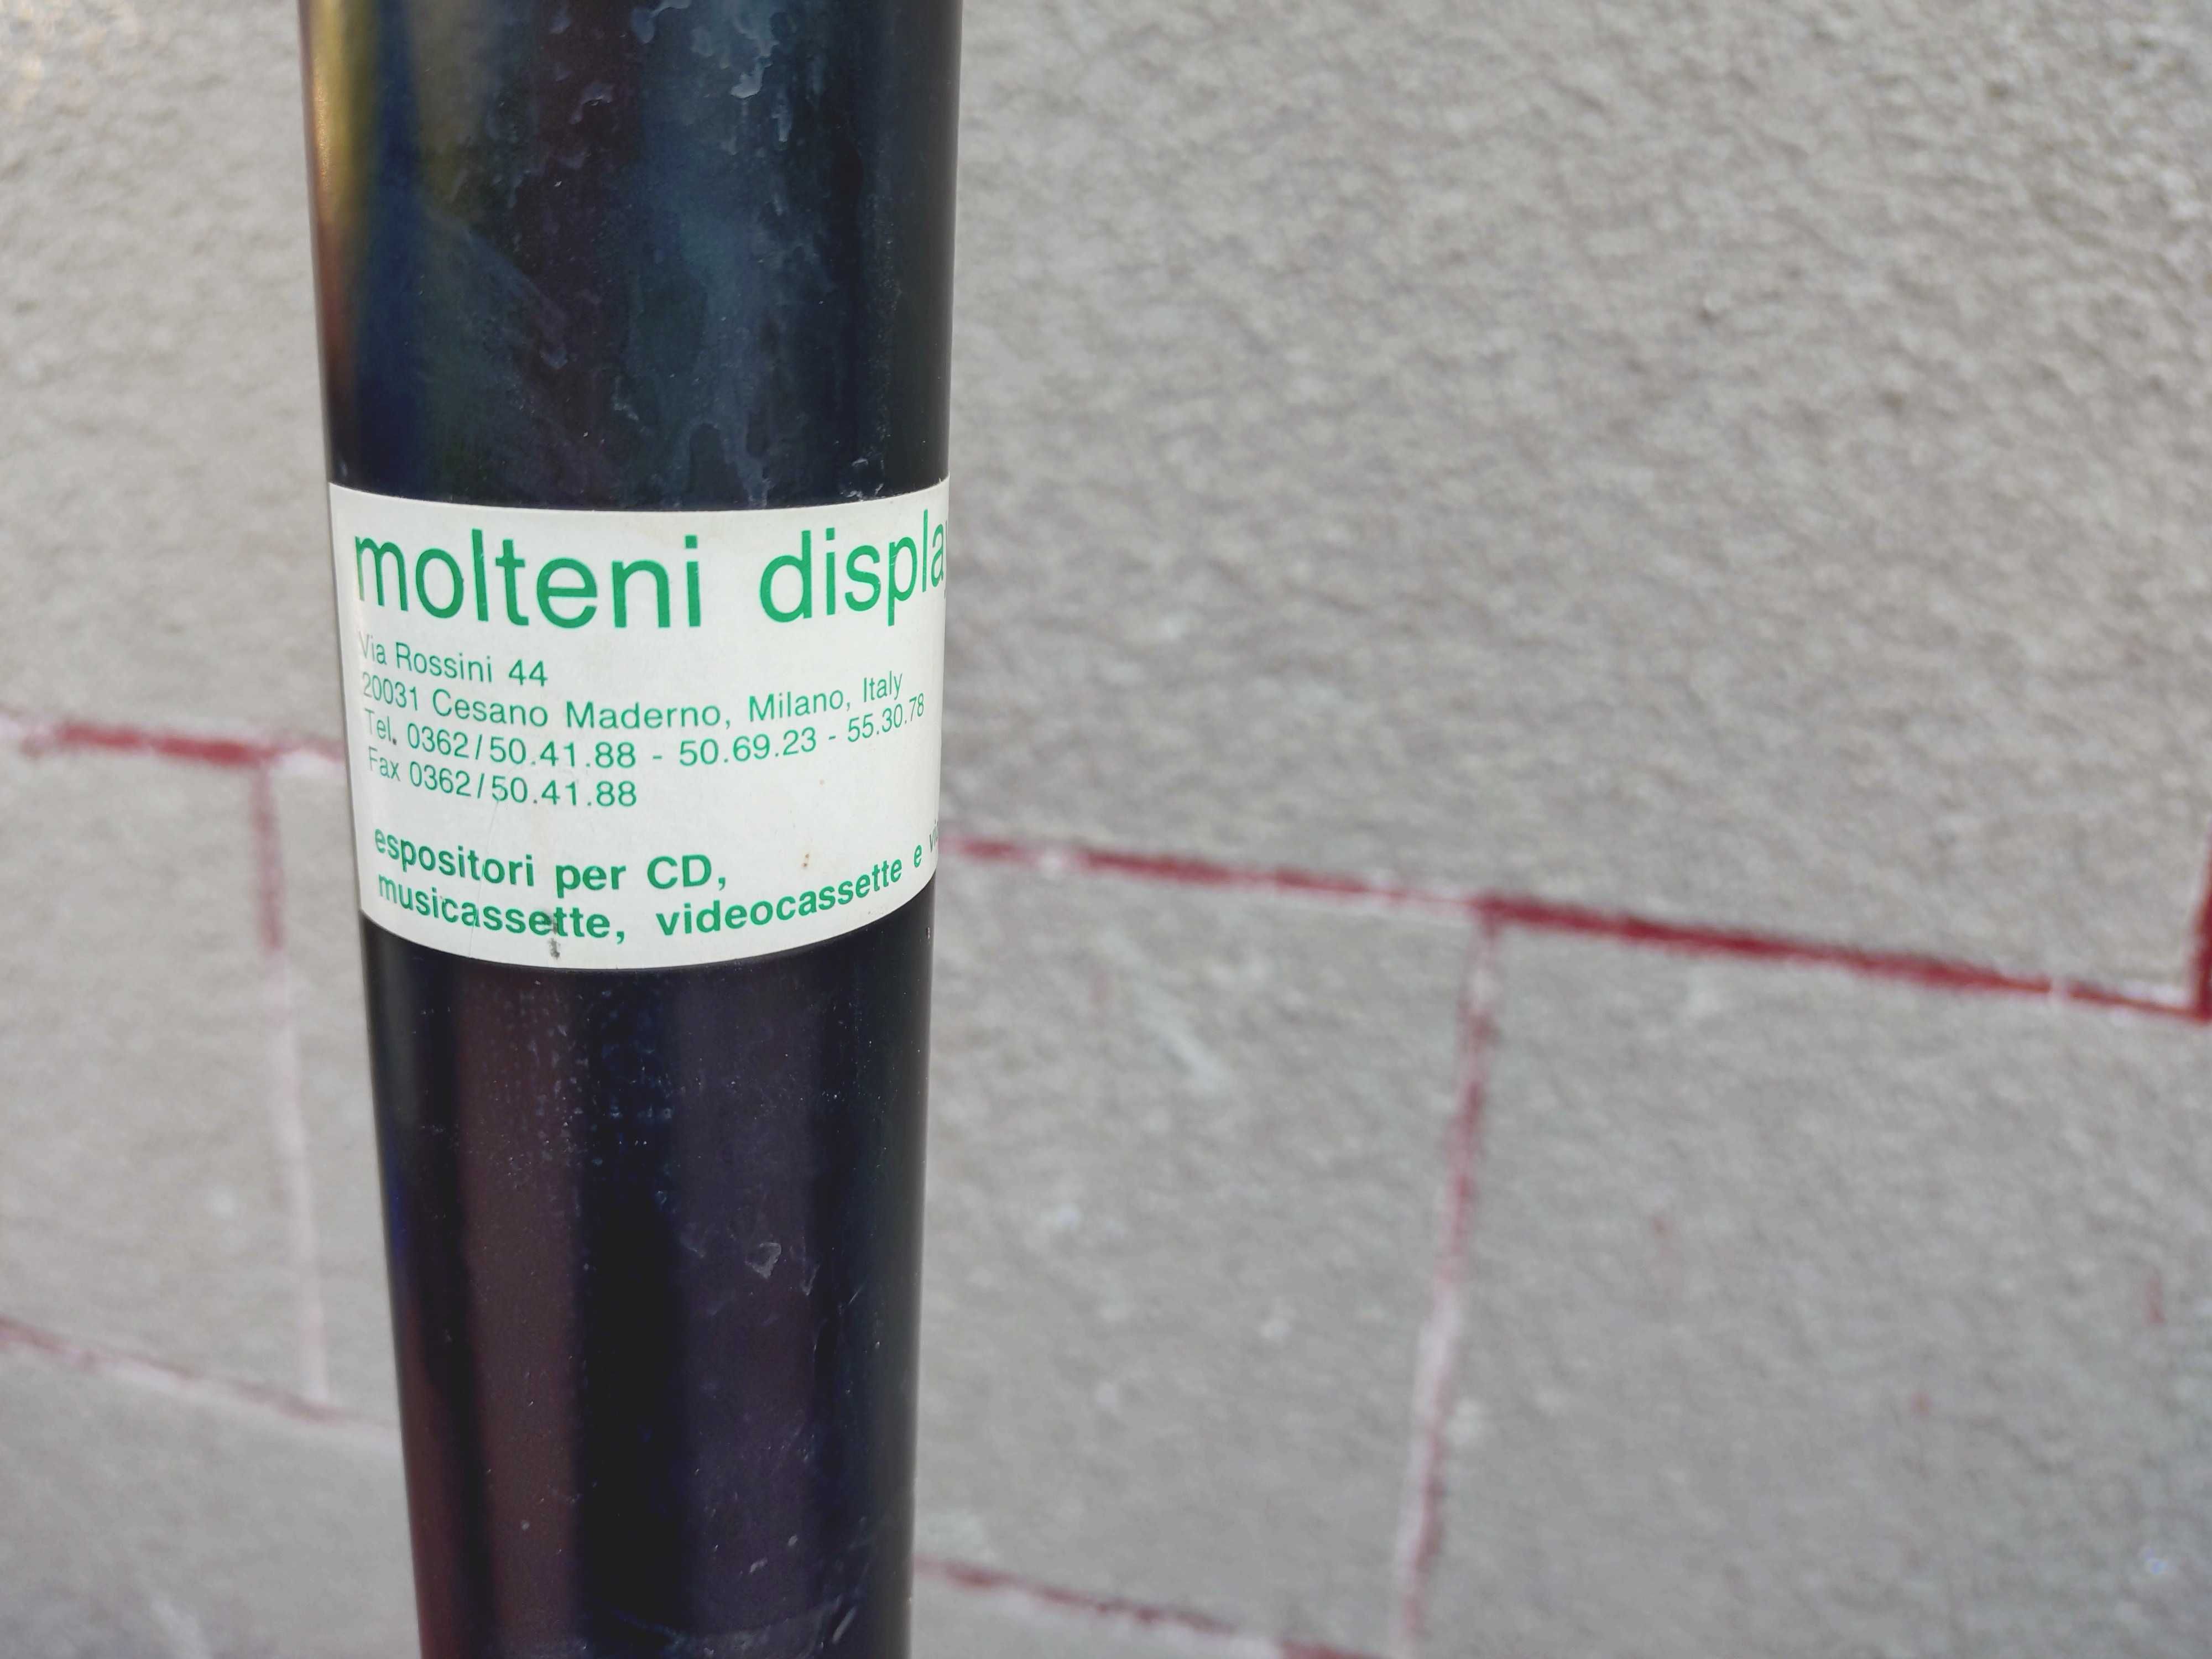 molteni displa
Via Rossini 44
20031 Cesano Maderno, Milano, Italy
Tel. 0362/50.41.88 - 50.69.23 - 55.30.78
Fax 0362/50.41.88
espositori per CD,
musicassette, videocassette e